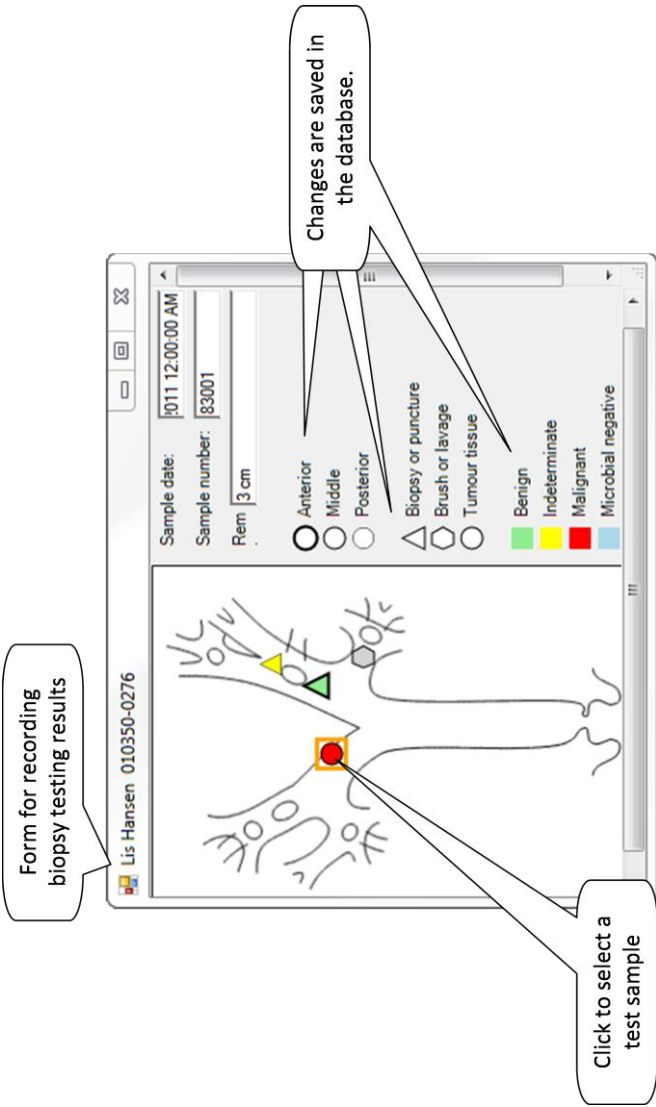 Form for recording
biopsy testing results
Lis Hansen 010350-0276
Sample date:
:011 12:00:00 AM
Sample number:
83001
Rem
3 cm
.
Anterior
Middle
Posterior
Biopsy or puncture
Brush or lavage
Tumour tissue
Benign
Indeterminate
Malignant
Microbial negative
Changes are saved in
the database.
Click to select a
test sample